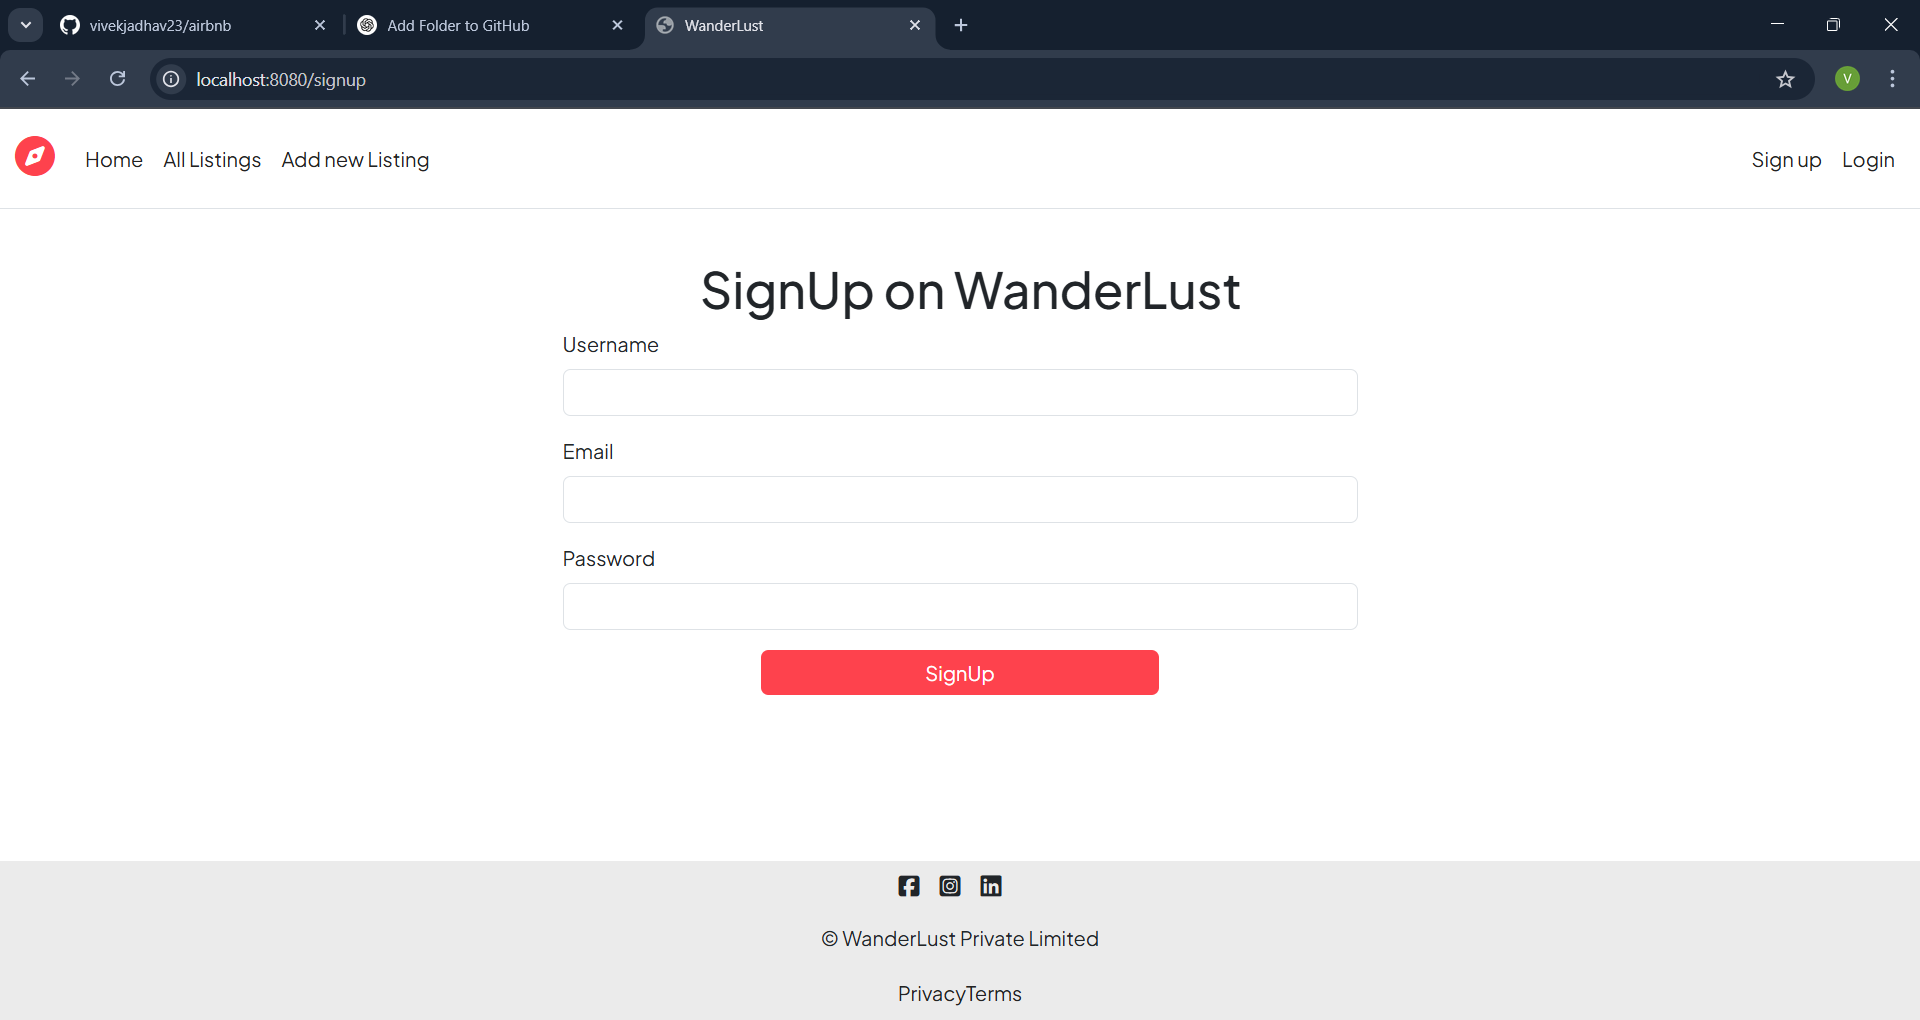 vivekjadhav23/airbnb
Add Folder to GitHub
WanderLust
localhost:8080/signup
V
Home All Listings Add new Listing
Sign up Login
SignUp on WanderLust
Username
Email
Password
SignUp
© WanderLust Private Limited
PrivacyTerms